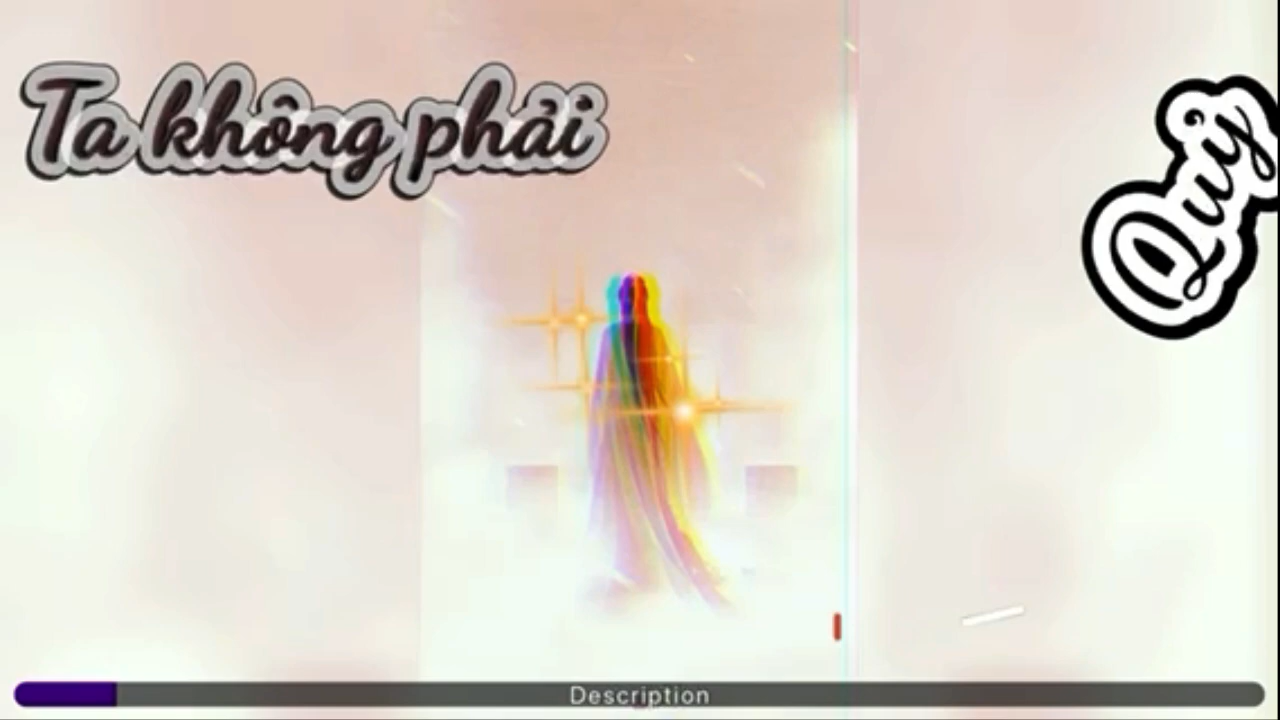 Ta không phải
Quỷ
Description